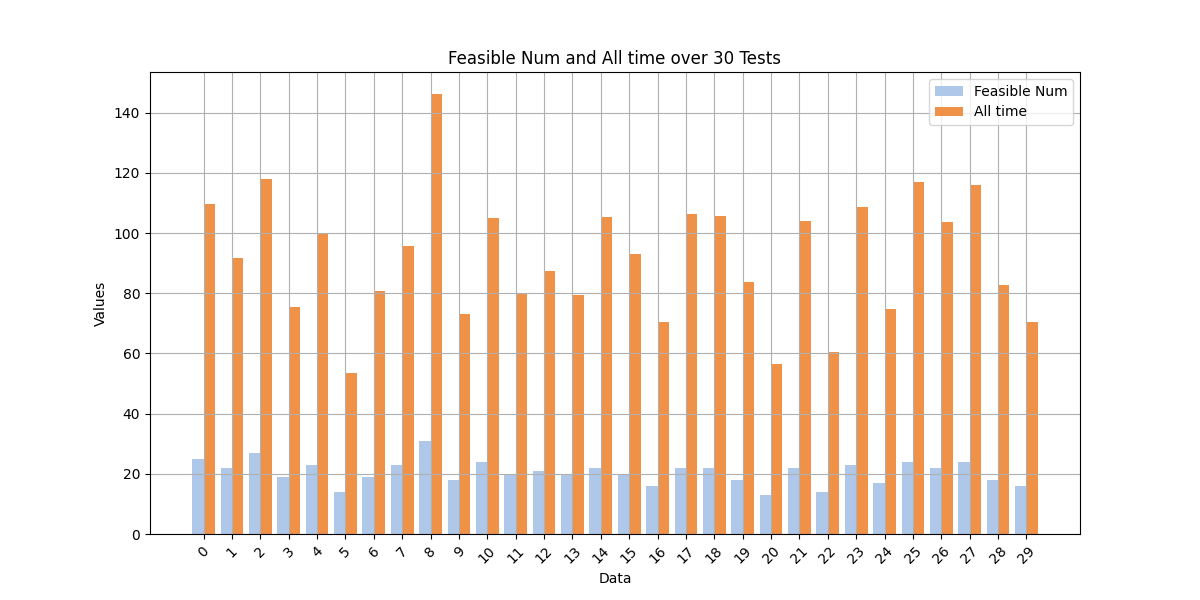 Feasible Num and All time over 30 Tests
Feasible Num
All time
Values
140
120
100
80
60
40
20
0
0 1 2 3 4 5 6 7 8 9 10 11 12 13 14 15 16 17 18 19 20 21 22 23 24 25 26 27 28 29
Data